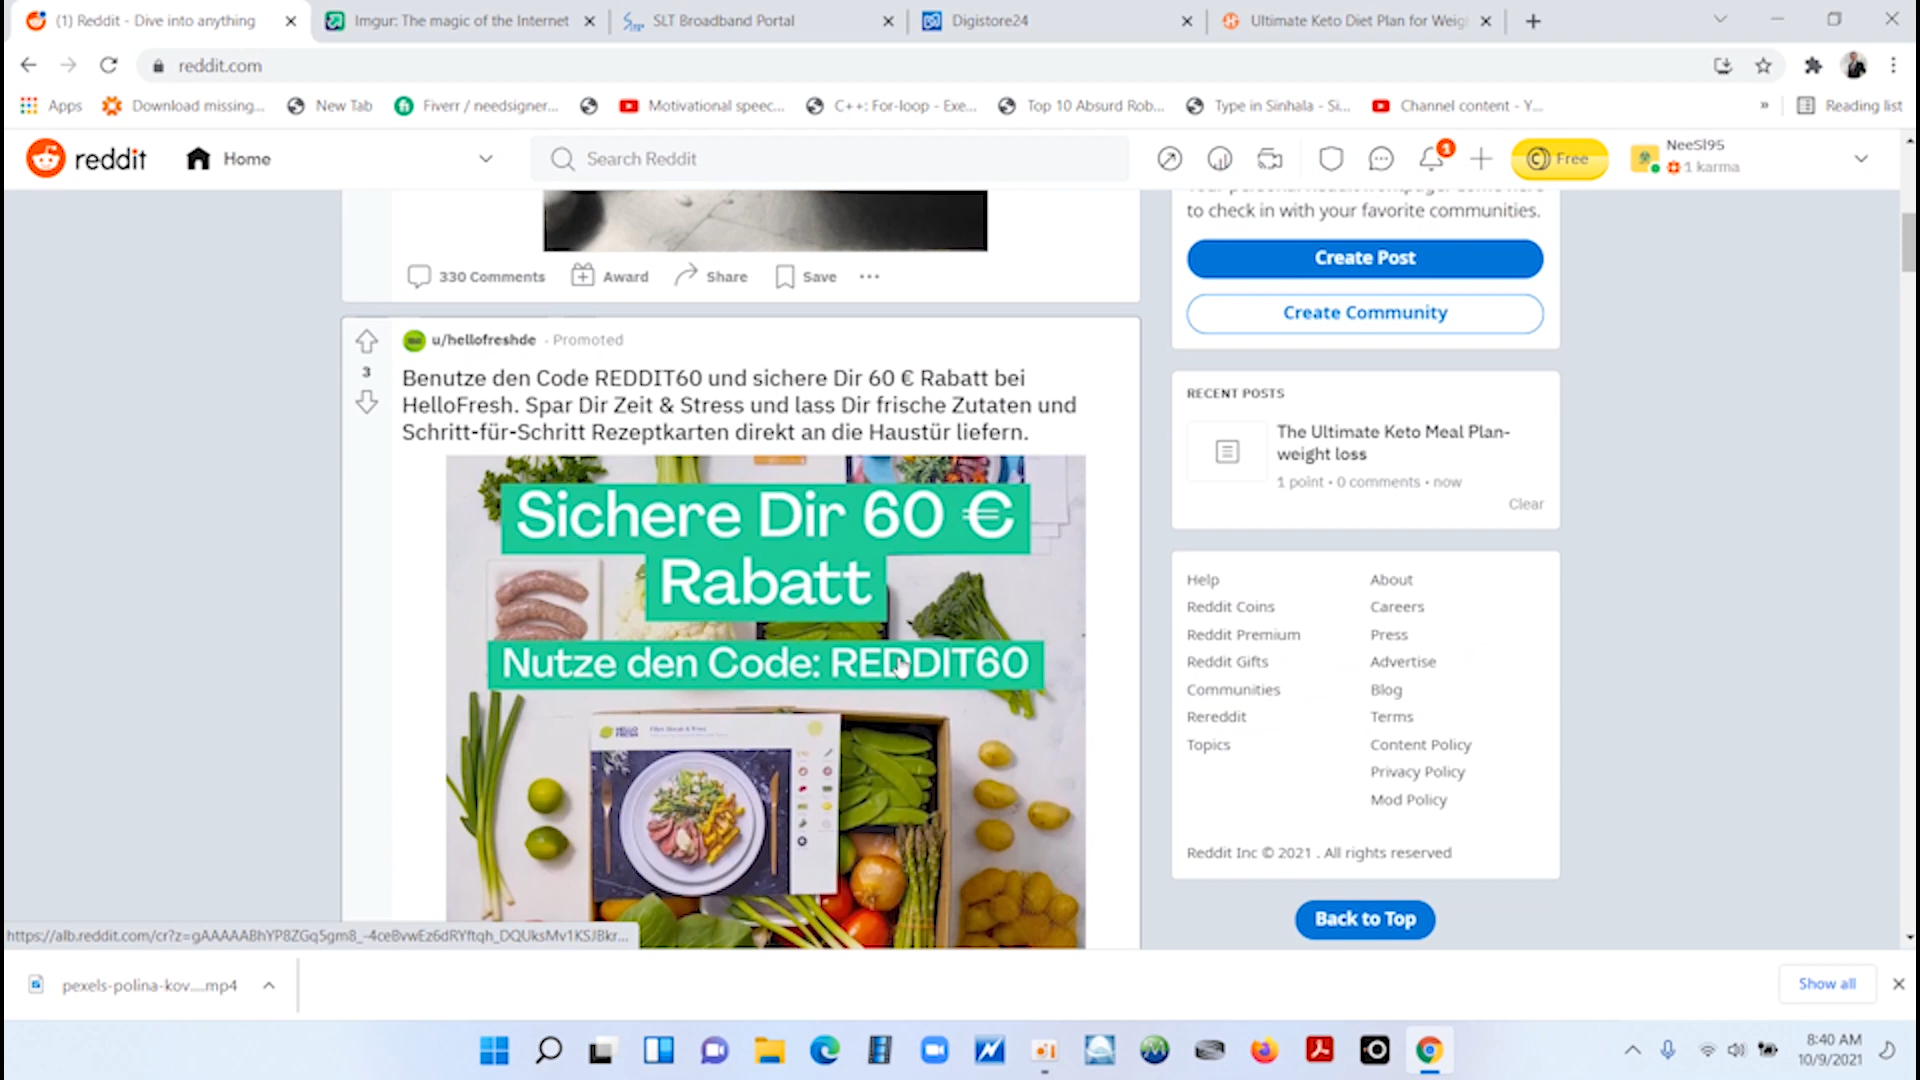 (1) Reddit - Dive into anything
Imgur: The magic of the Internet
SLT Broadband Portal
Digistore24
Ultimate Keto Diet Plan for Weig
reddit.com
Apps
Download missing...
New Tab
Fiverr / needsigner...
Motivational speec...
C++: For-loop - Exe...
Top 10 Absurd Rob...
Type in Sinhala - Si...
Channel content - Y...
»
Reading list
reddit
Home
Search Reddit
1
Free
NeeSl95
1 karma
to check in with your favorite communities.
Create Post
Create Community
330 Comments
Award
Share
Save
u/hellofreshde · Promoted
3
Benutze den Code REDDIT60 und sichere Dir 60 € Rabatt bei
HelloFresh. Spar Dir Zeit & Stress und lass Dir frische Zutaten und
Schritt-für-Schritt Rezeptkarten direkt an die Haustür liefern.
Sichere Dir 60 €
Rabatt
Nutze den Code: REDDIT60
HELLO
FRESH
RECENT POSTS
The Ultimate Keto Meal Plan-
weight loss
1 point • 0 comments • now
Clear
Help
About
Reddit Coins
Careers
Reddit Premium
Press
Reddit Gifts
Advertise
Communities
Blog
Rereddit
Terms
Topics
Content Policy
Privacy Policy
Mod Policy
Reddit Inc © 2021 . All rights reserved
Back to Top
pexels-polina-kov....mp4
Show all
8:40 AM
10/9/2021